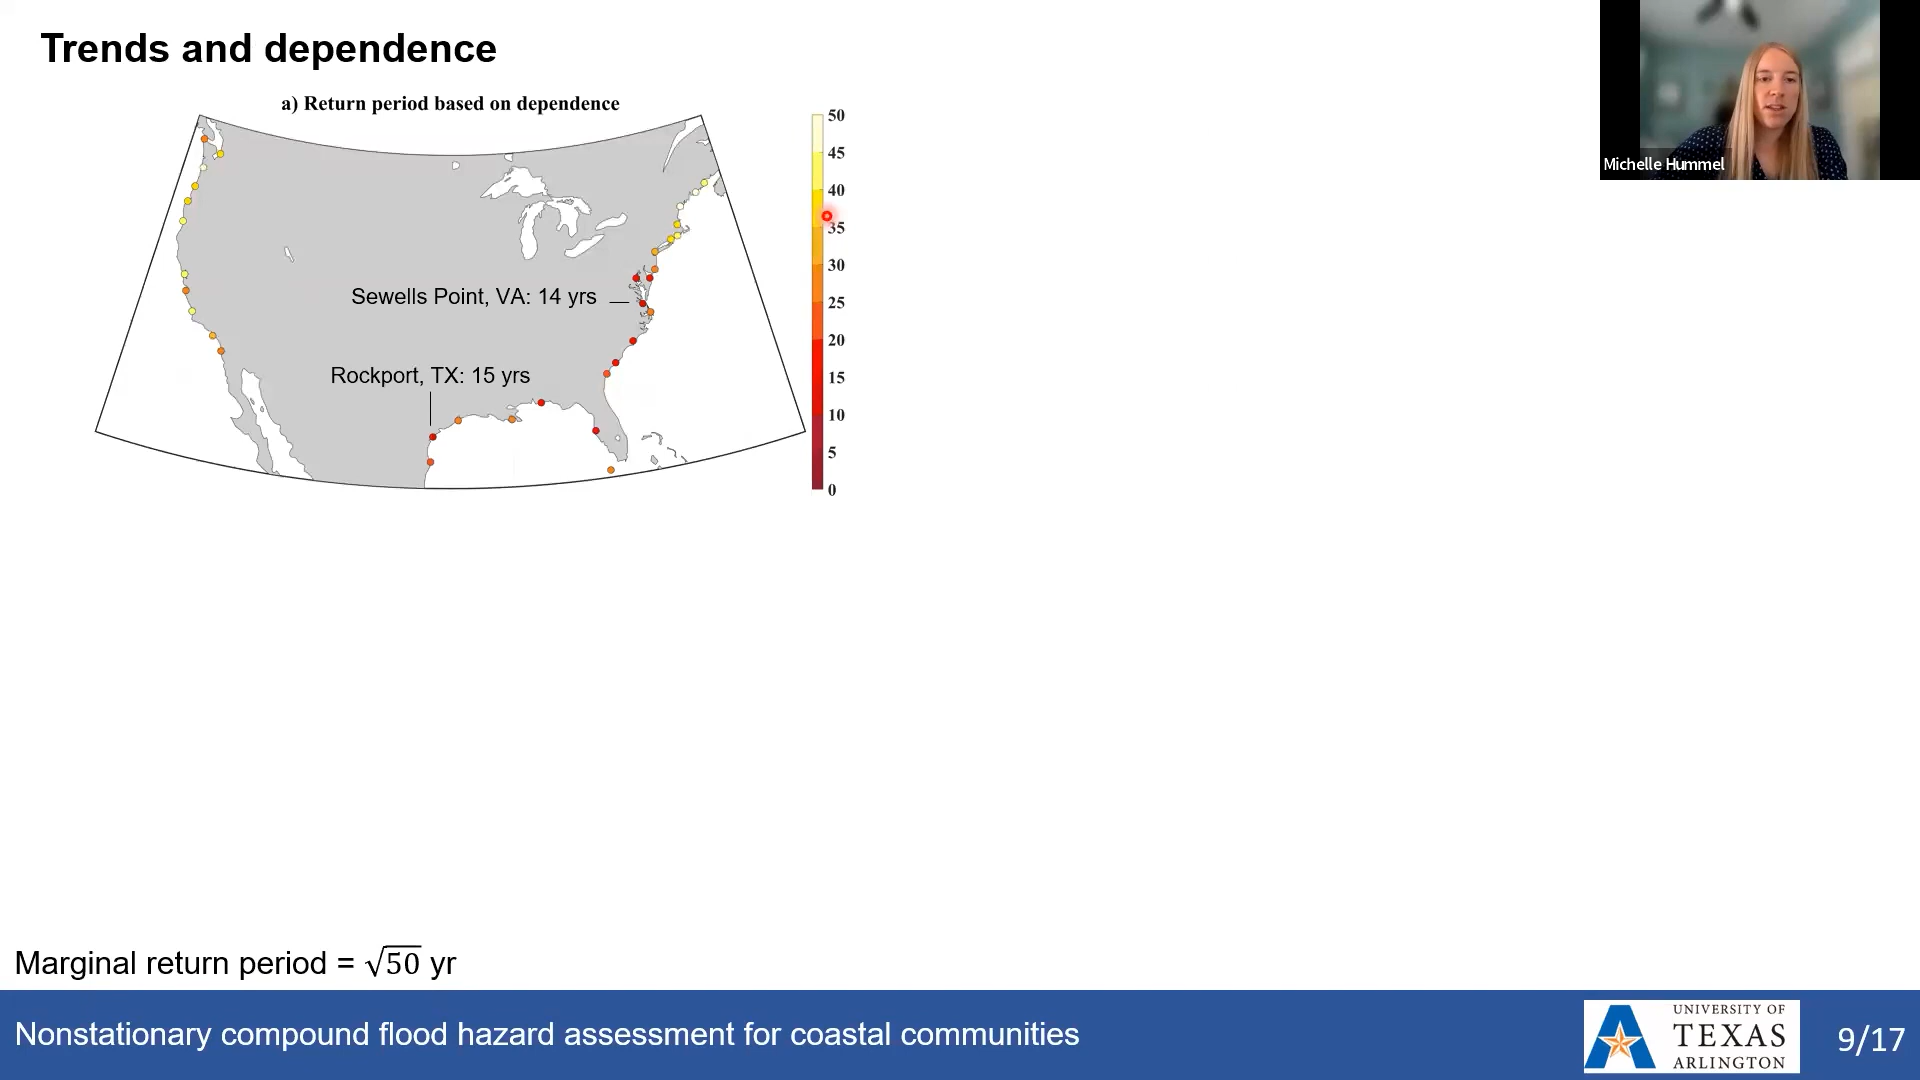 Trends and dependence
Michelle Hummel
a) Return period based on dependence
50
45
40
35
30
25
20
15
10
5
0
Sewells Point, VA: 14 yrs
Rockport, TX: 15 yrs
Marginal return period = √50 yr
Nonstationary compound flood hazard assessment for coastal communities
UNIVERSITY OF
TEXAS
ARLINGTON
9/17